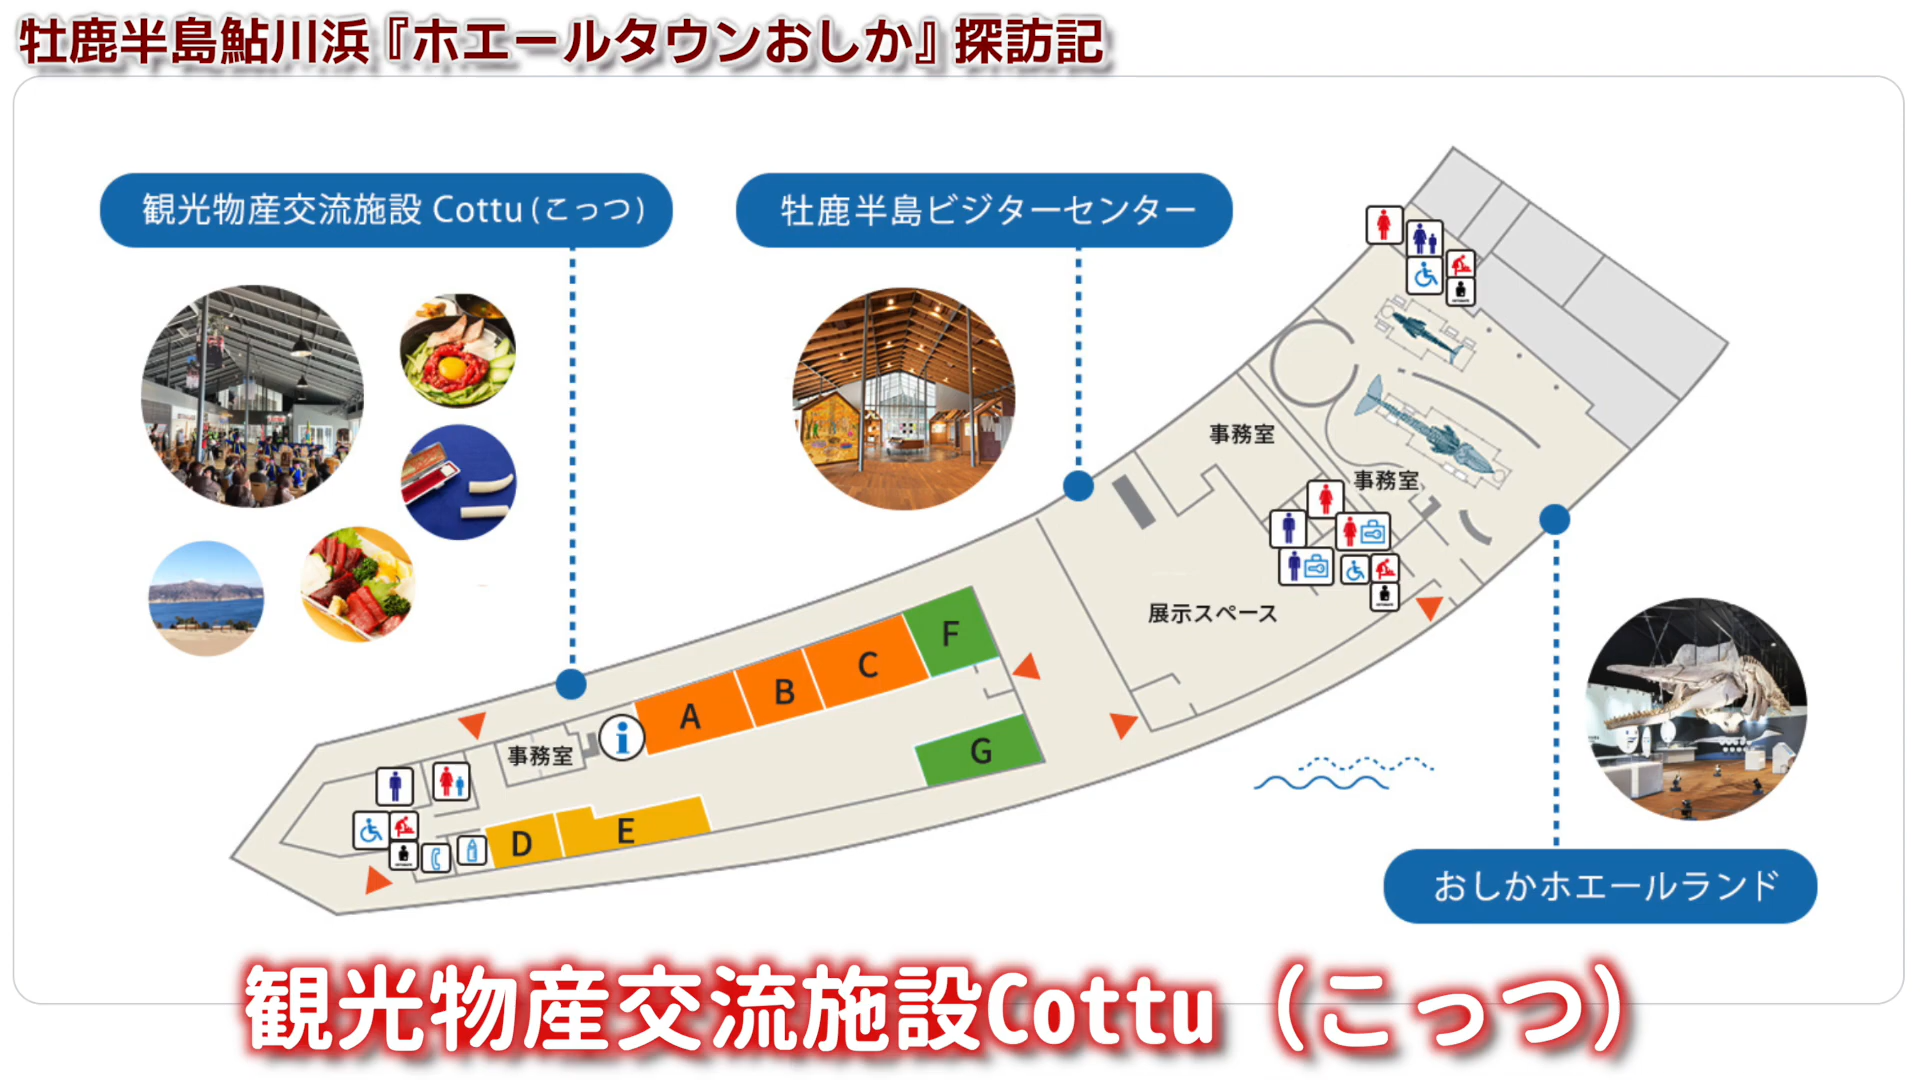 牡鹿半島鮎川浜『ホエールタウンおしか』探訪記
観光物産交流施設 Cottu(こっつ)
牡鹿半島ビジターセンター
事務室
事務室
展示スペース
F
C
B
A
G
事務室
i
D
E
おしかホエールランド
観光物産交流施設Cottu（こっつ）